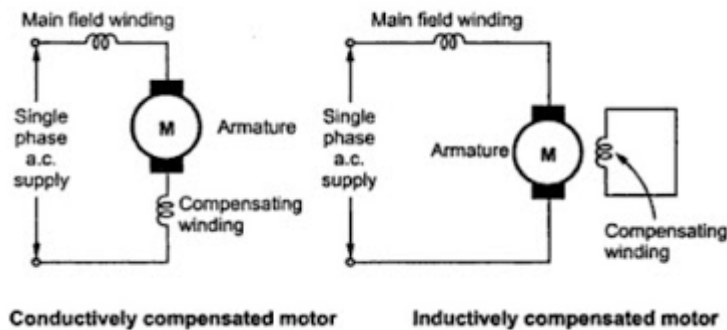 Main field winding
Single
phase
a.c.
supply
M
Armature
Compensating
winding
Conductively compensated motor
Main field winding
Single
phase
a.c.
supply
Armature
M
Compensating
winding
Inductively compensated motor